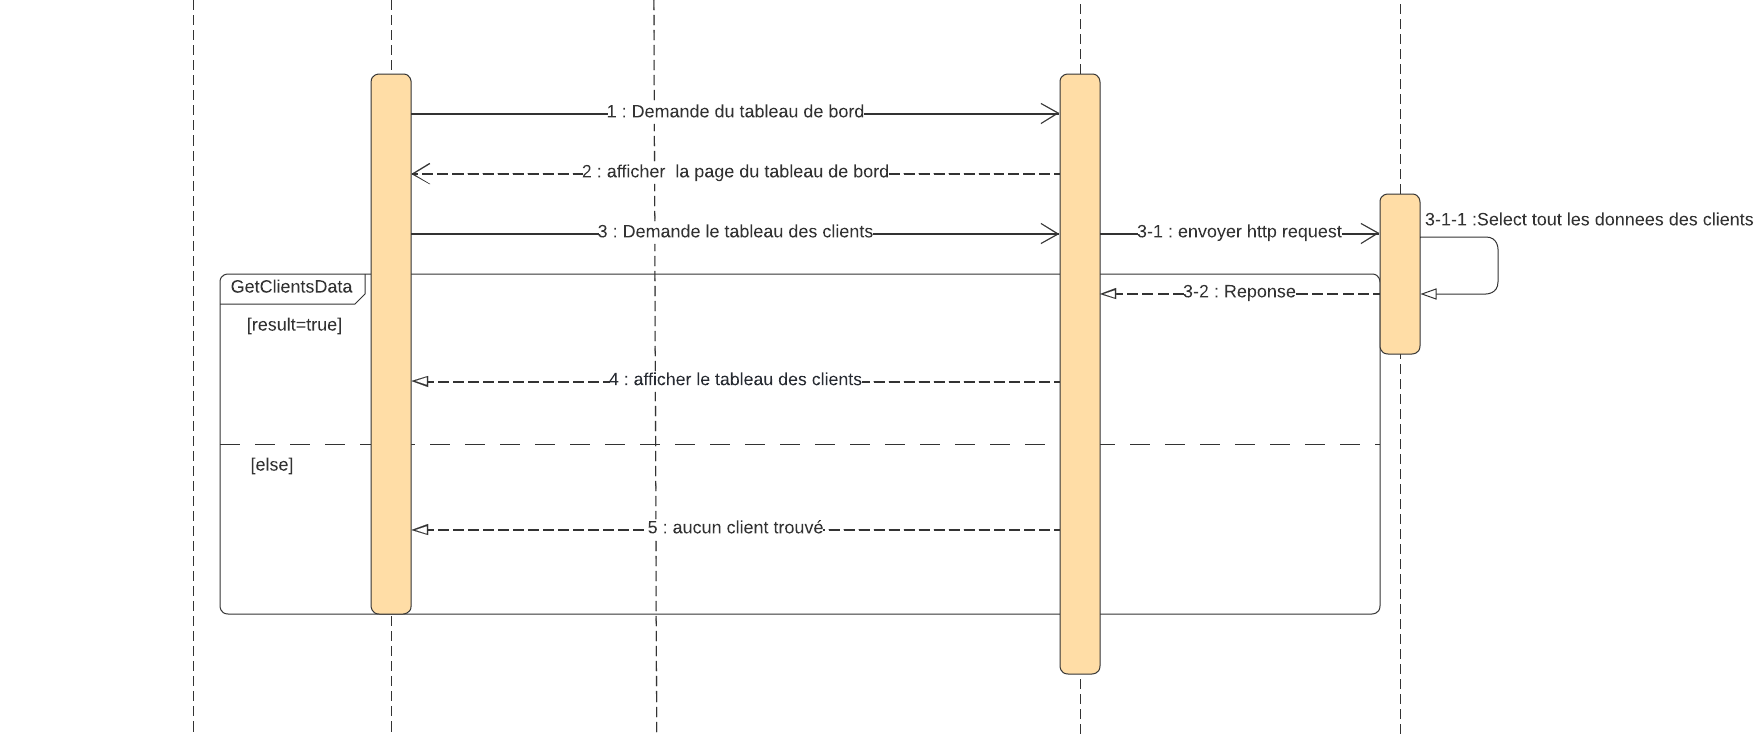 1 : Demande du tableau de bord
2 : afficher  la page du tableau de bord
3 : Demande le tableau des clients
3-1 : envoyer http request
3-1-1 :Select tout les donnees des clients
GetClientsData
3-2 : Reponse
[result=true]
4 : afficher le tableau des clients
[else]
5 : aucun client trouvé